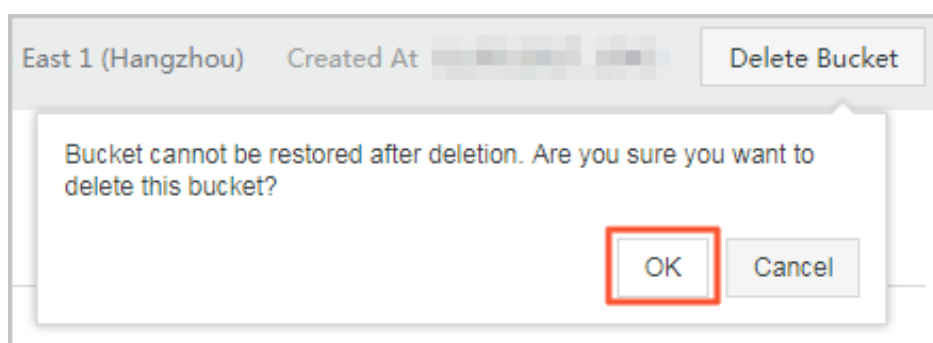 East 1 (Hangzhou) Created At Delete Bucket
Bucket cannot be restored after deletion. Are you sure you want to
delete this bucket?
OK Cancel